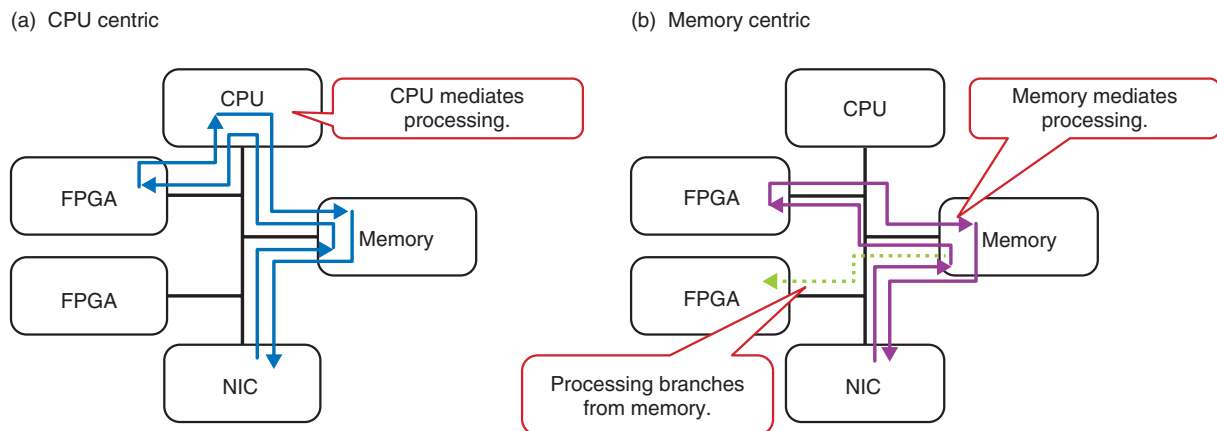 (a) CPU centric
CPU
CPU mediates
processing.
FPGA
Memory
FPGA
NIC
(b) Memory centric
CPU
Memory mediates
processing.
FPGA
Memory
FPGA
Processing branches
from memory.
NIC